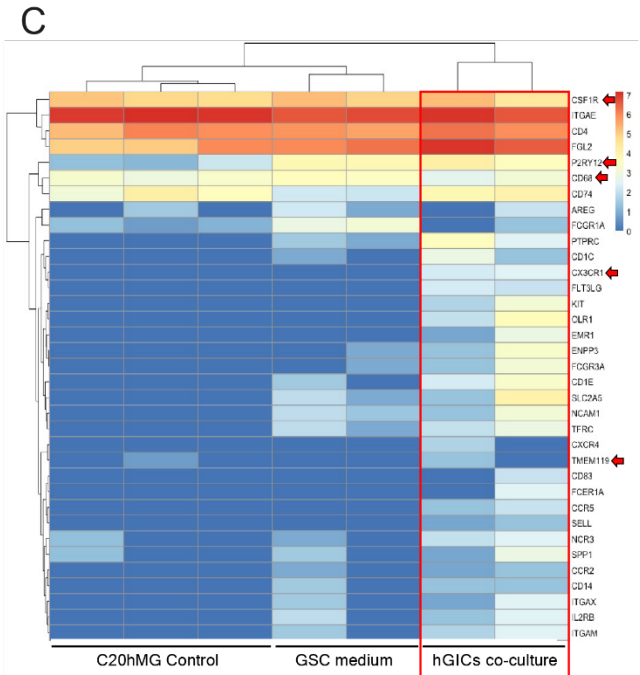 C
CSF1R
ITGAE
CD4
FGL2
P2RY12
CD68
CD74
AREG
FCGR1A
PTPRC
CD1C
CX3CR1
FLT3LG
KIT
OLR1
EMR1
ENPP3
FCGR3A
CD1E
SLC2A5
NCAM1
TFRC
CXCR4
TMEM119
CD83
FCER1A
CCR5
SELL
NCR3
SPP1
CCR2
CD14
ITGAX
IL2RB
ITGAM
7
6
5
4
3
2
1
0
C20hMG Control GSC medium hGICs co-culture